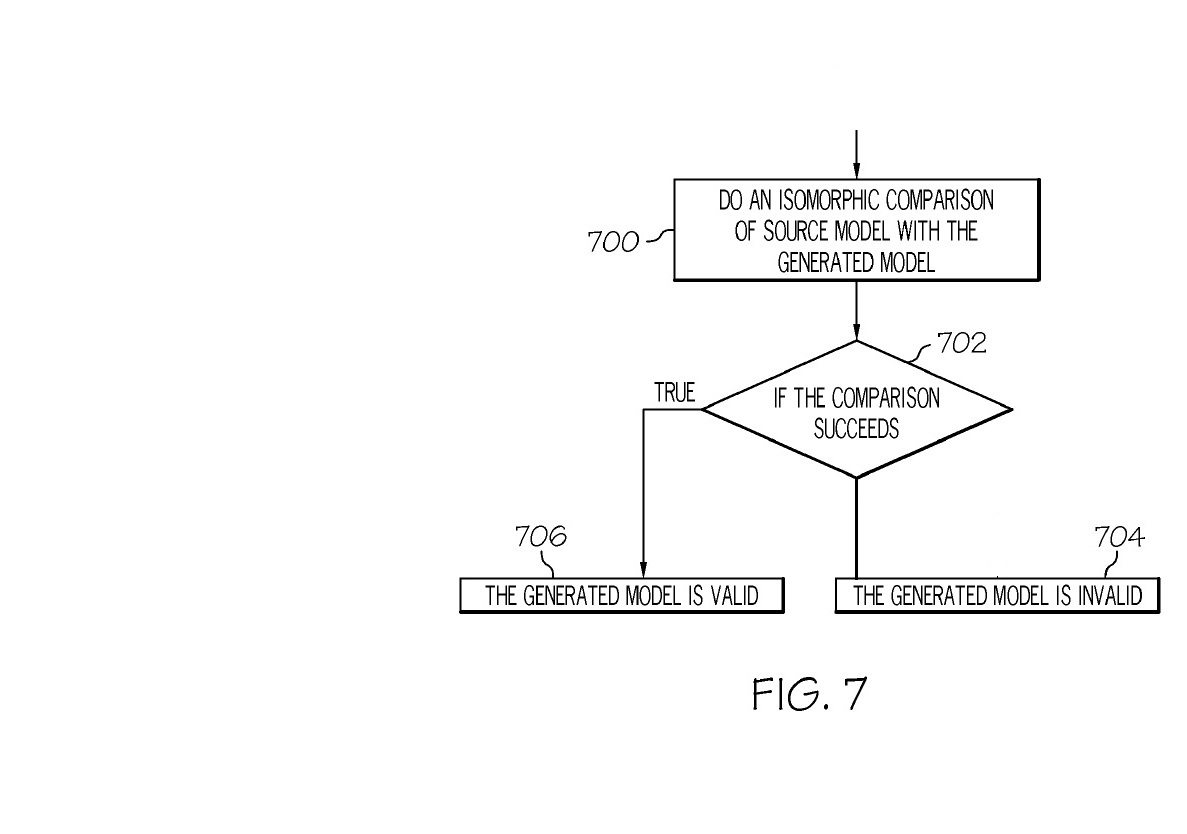 DO AN ISOMORPHIC COMPARISON
OF SOURCE MODEL WITH THE
GENERATED MODEL
700
702
IF THE COMPARISON
SUCCEEDS
TRUE
706
THE GENERATED MODEL IS VALID
704
THE GENERATED MODEL IS INVALID
FIG. 7